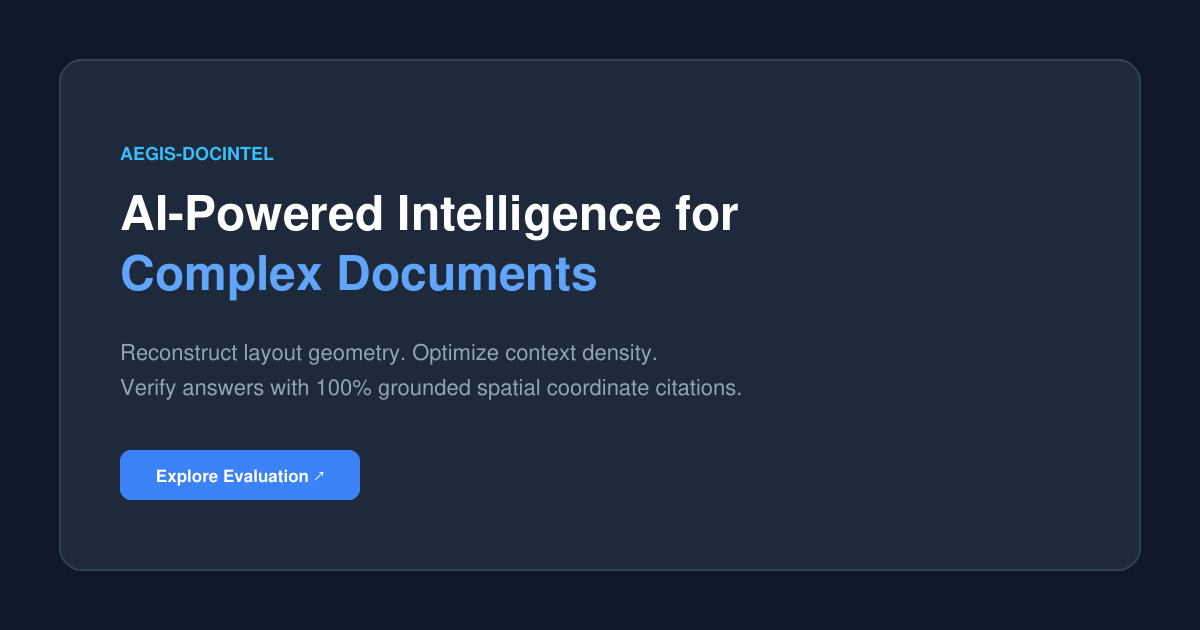 AEGIS-DOCINTEL
AI-Powered Intelligence for
Complex Documents
Reconstruct layout geometry. Optimize context density.
Verify answers with 100% grounded spatial coordinate citations.
Explore Evaluation ↗